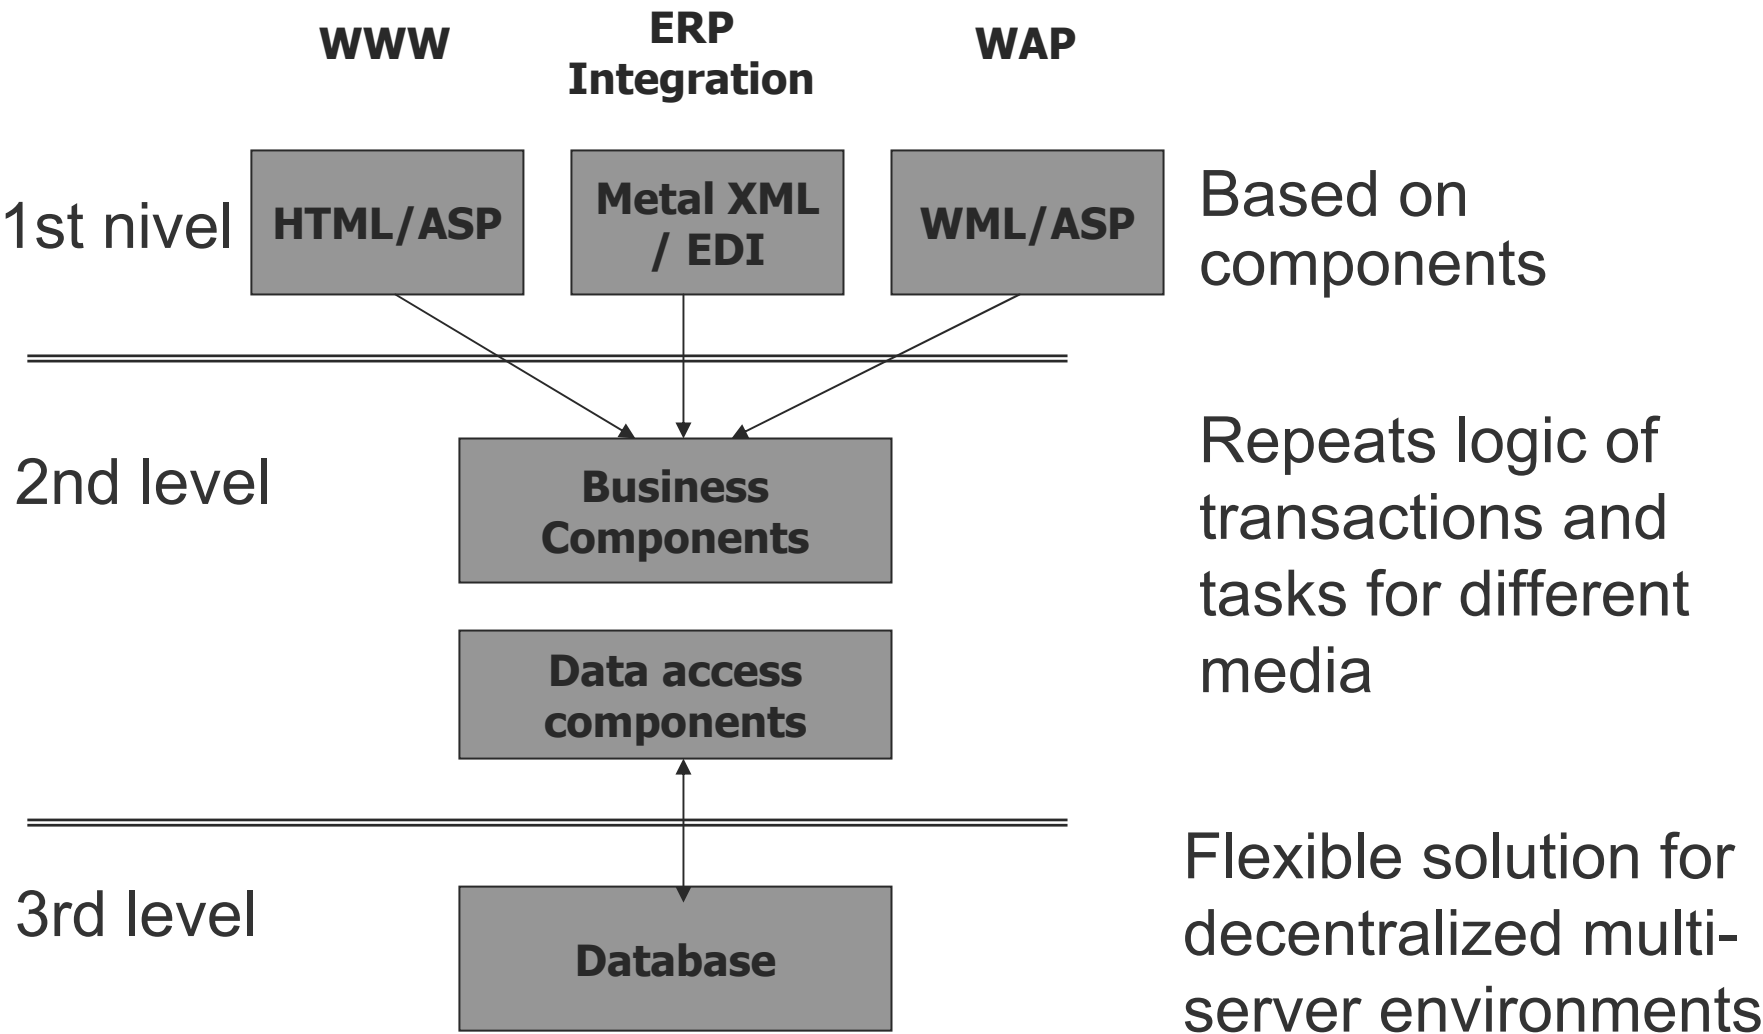 WWW
ERP
Integration
WAP
1st nivel
HTML/ASP
Metal XML
/ EDI
WML/ASP
Based on
components
2nd level
Business
Components
Repeats logic of
transactions and
tasks for different
media
Data access
components
3rd level
Database
Flexible solution for
decentralized multi-
server environments